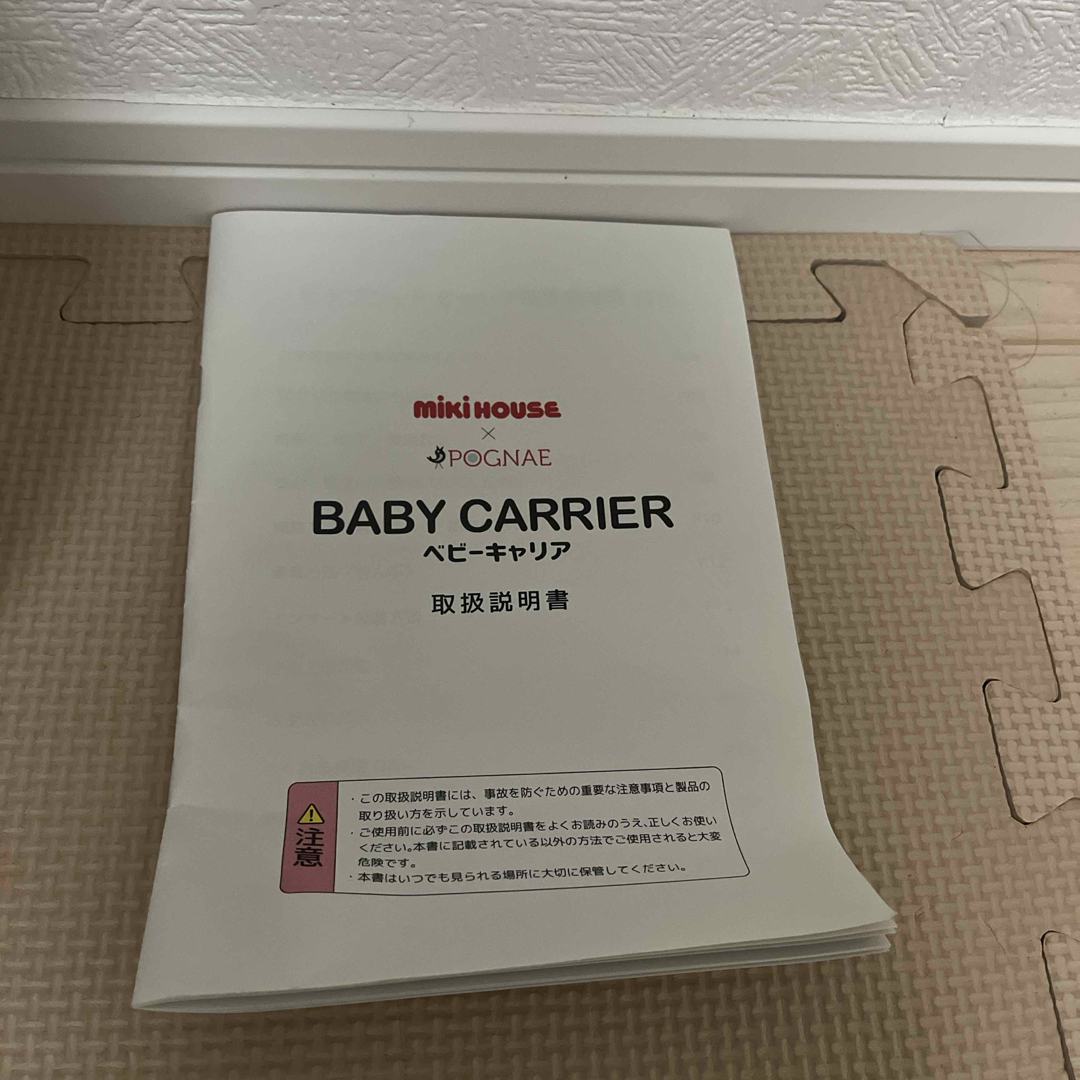 miki HOUSE
×
POGNAE
BABY CARRIER
ベビーキャリア
取扱説明書
注意
・この取扱説明書には、事故を防ぐための重要な注意事項と製品の
取り扱い方を示しています。
・ご使用前に必ずこの取扱説明書をよくお読みのうえ、正しくお使い
ください。本書に記載されている以外の方法でご使用されると大変
危険です。
・本書はいつでも見られる場所に大切に保管してください。